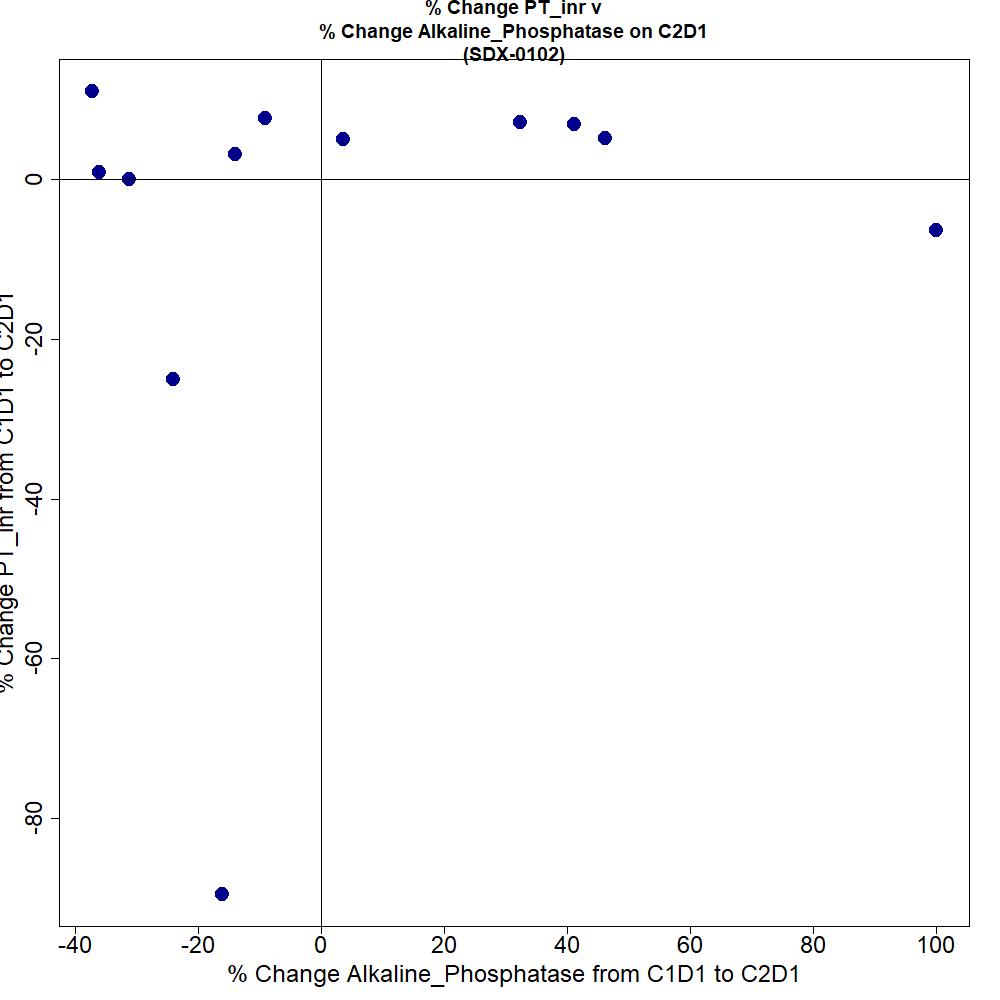 % Change PT_inr v
% Change Alkaline_Phosphatase on C2D1
(SDX-0102)
% Change PT_inr from C1D1 to C2D1
0
-20
-40
-60
-80
-40
-20
0
20
40
60
80
100
% Change Alkaline_Phosphatase from C1D1 to C2D1